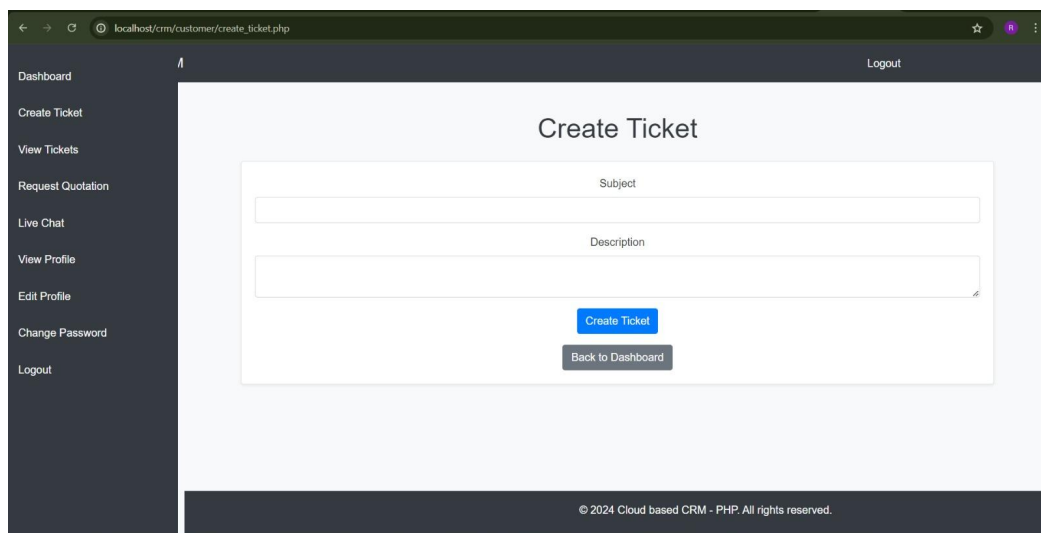 localhost/crm/customer/create_ticket.php
R
M
Logout
Dashboard
Create Ticket
View Tickets
Request Quotation
Live Chat
View Profile
Edit Profile
Change Password
Logout
Create Ticket
Subject
Description
Create Ticket
Back to Dashboard
© 2024 Cloud based CRM - PHP. All rights reserved.